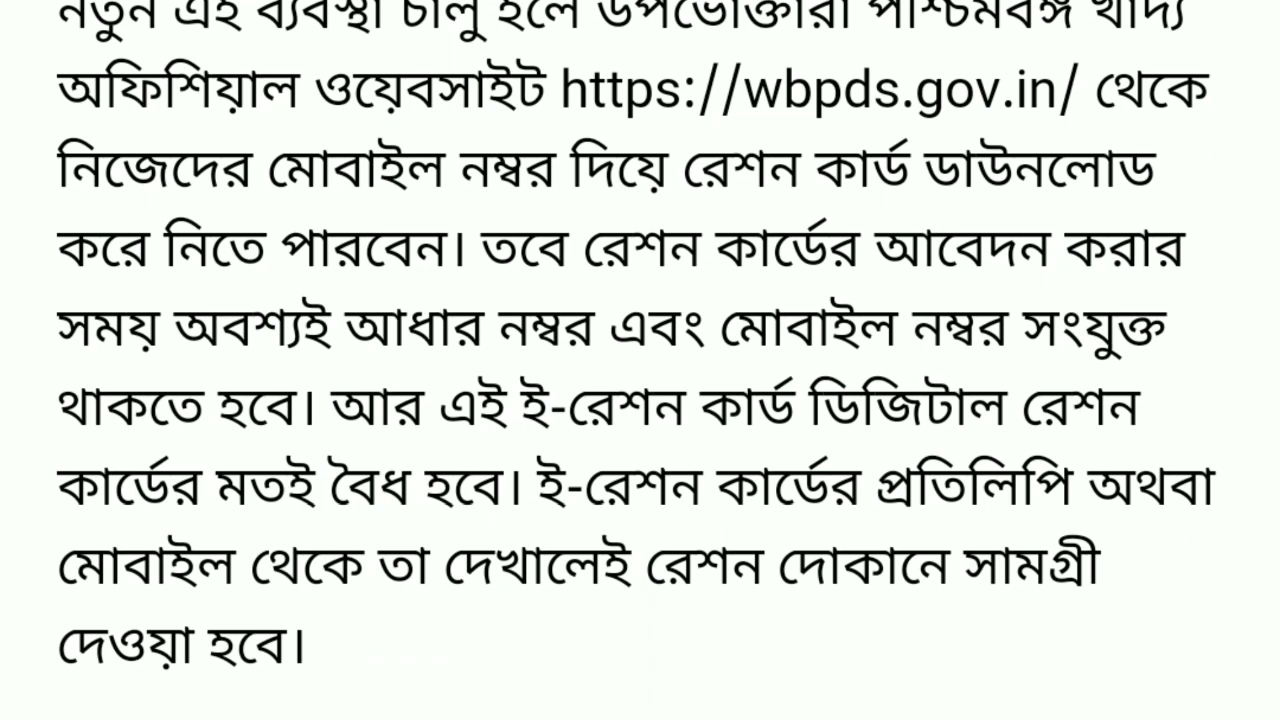 নতুন এই ব্যবস্থা চালু হলে উপভোক্তারা পশ্চিমবঙ্গ খাদ্য
অফিশিয়াল ওয়েবসাইট https://wbpds.gov.in/ থেকে
নিজেদের মোবাইল নম্বর দিয়ে রেশন কার্ড ডাউনলোড
করে নিতে পারবেন। তবে রেশন কার্ডের আবেদন করার
সময় অবশ্যই আধার নম্বর এবং মোবাইল নম্বর সংযুক্ত
থাকতে হবে। আর এই ই-রেশন কার্ড ডিজিটাল রেশন
কার্ডের মতই বৈধ হবে। ই-রেশন কার্ডের প্রতিলিপি অথবা
মোবাইল থেকে তা দেখালেই রেশন দোকানে সামগ্রী
দেওয়া হবে।